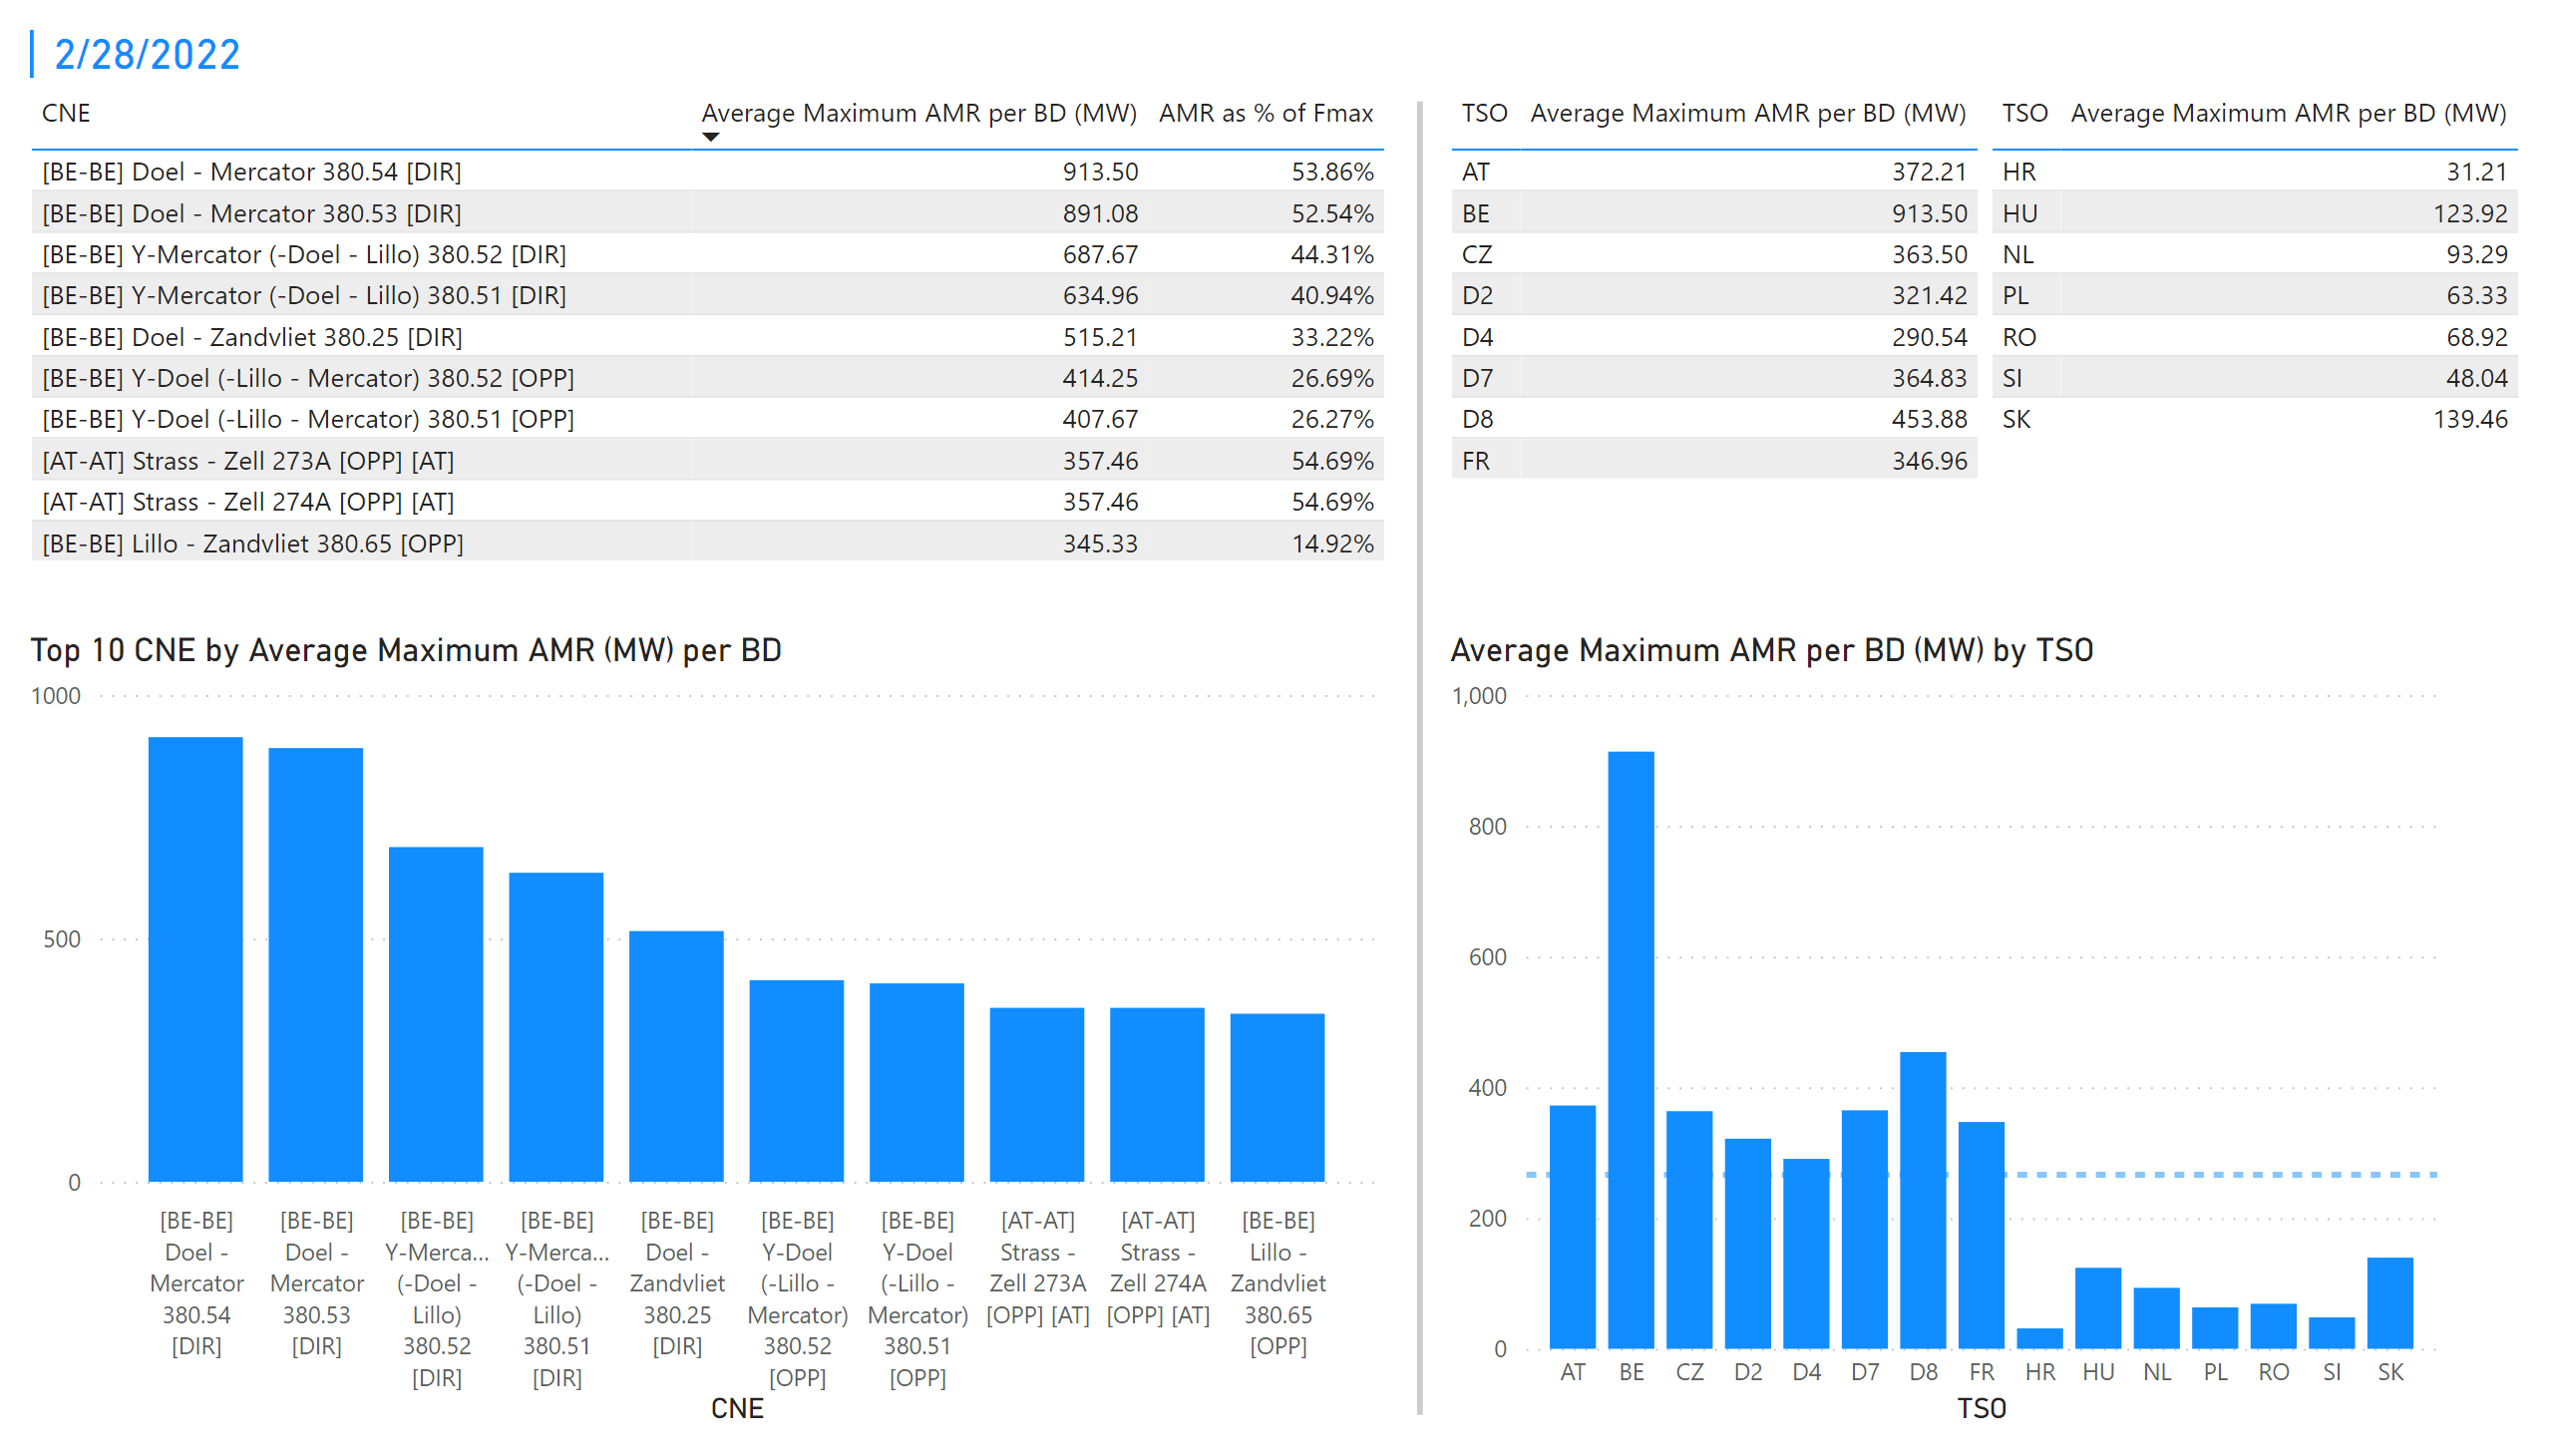 2/28/2022
CNE Average Maximum AMR per BD (MW) AMR as % of Fmax
[BE-BE] Doel - Mercator 380.54 [DIR] 913.50 53.86%
[BE-BE] Doel - Mercator 380.53 [DIR] 891.08 52.54%
[BE-BE] Y-Mercator (-Doel - Lillo) 380.52 [DIR] 687.67 44.31%
[BE-BE] Y-Mercator (-Doel - Lillo) 380.51 [DIR] 634.96 40.94%
[BE-BE] Doel - Zandvliet 380.25 [DIR] 515.21 33.22%
[BE-BE] Y-Doel (-Lillo - Mercator) 380.52 [OPP] 414.25 26.69%
[BE-BE] Y-Doel (-Lillo - Mercator) 380.51 [OPP] 407.67 26.27%
[AT-AT] Strass - Zell 273A [OPP] [AT] 357.46 54.69%
[AT-AT] Strass - Zell 274A [OPP] [AT] 357.46 54.69%
[BE-BE] Lillo - Zandvliet 380.65 [OPP] 345.33 14.92%
TSO Average Maximum AMR per BD (MW)
AT 372.21
BE 913.50
CZ 363.50
D2 321.42
D4 290.54
D7 364.83
D8 453.88
FR 346.96
TSO Average Maximum AMR per BD (MW)
HR 31.21
HU 123.92
NL 93.29
PL 63.33
RO 68.92
SI 48.04
SK 139.46
Top 10 CNE by Average Maximum AMR (MW) per BD
1000
500
0
[BE-BE]
Doel -
Mercator
380.54
[DIR]
[BE-BE]
Doel -
Mercator
380.53
[DIR]
[BE-BE]
Y-Merca...
(-Doel -
Lillo)
380.52
[DIR]
[BE-BE]
Y-Merca...
(-Doel -
Lillo)
380.51
[DIR]
[BE-BE]
Doel -
Zandvliet
380.25
[DIR]
[BE-BE]
Y-Doel
(-Lillo -
Mercator)
380.52
[OPP]
[BE-BE]
Y-Doel
(-Lillo -
Mercator)
380.51
[OPP]
[AT-AT]
Strass -
Zell 273A
[OPP] [AT]
[AT-AT]
Strass -
Zell 274A
[OPP] [AT]
[BE-BE]
Lillo -
Zandvliet
380.65
[OPP]
CNE
Average Maximum AMR per BD (MW) by TSO
1,000
800
600
400
200
0
AT BE CZ D2 D4 D7 D8 FR HR HU NL PL RO SI SK
TSO